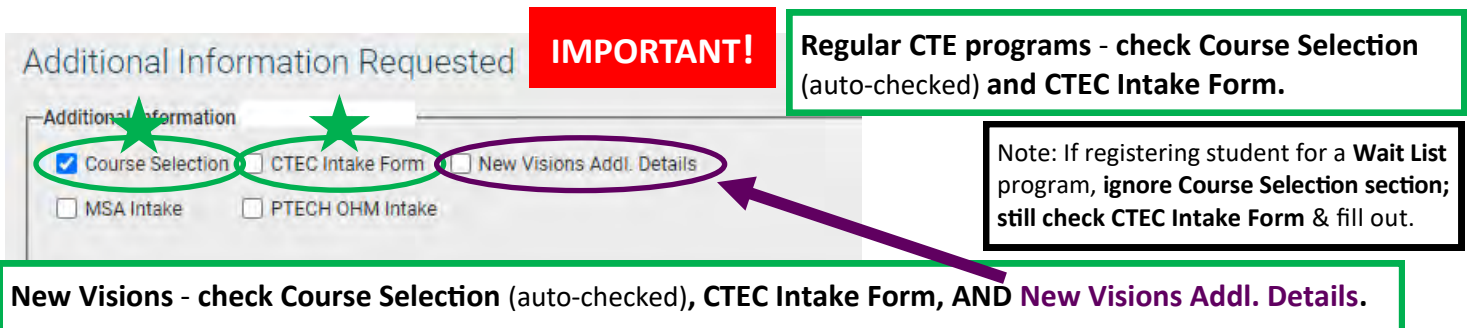 Additional Information Requested
IMPORTANT!
Regular CTE programs - check Course Selection
(auto-checked) and CTEC Intake Form.
Additional Information
Course Selection
CTEC Intake Form
New Visions Addl. Details
MSA Intake
PTECH OHM Intake
Note: If registering student for a Wait List
program, ignore Course Selection section;
still check CTEC Intake Form & fill out.
New Visions - check Course Selection (auto-checked), CTEC Intake Form, AND New Visions Addl. Details.